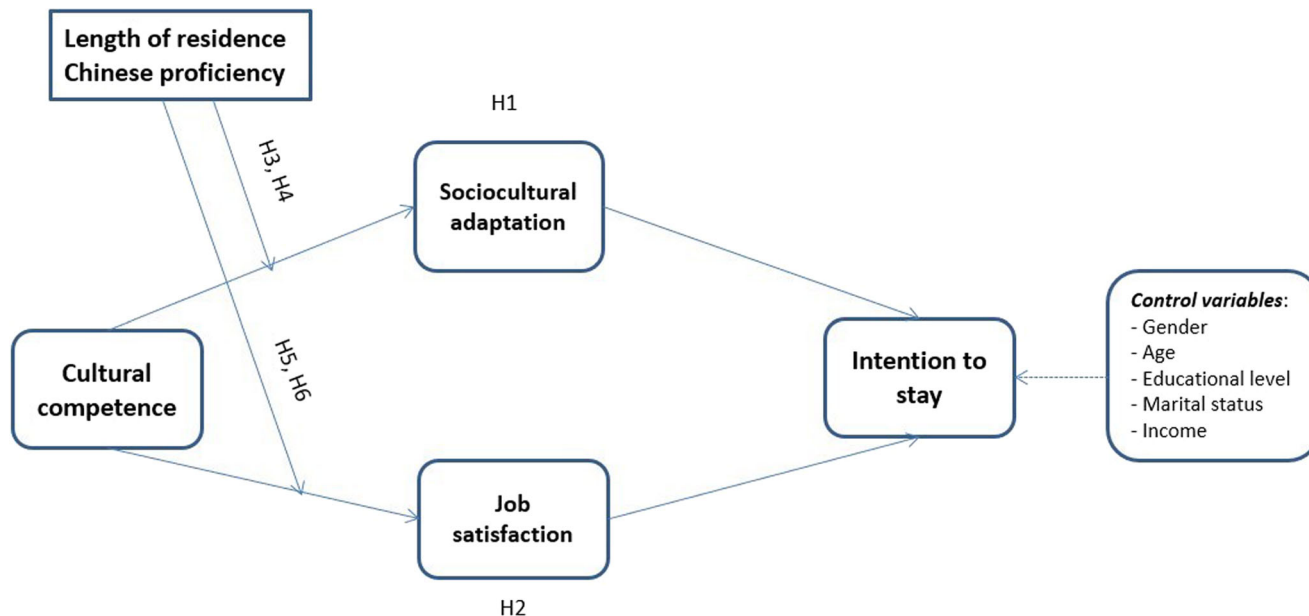 Length of residence
Chinese proficiency
H1
H3, H4
Sociocultural
adaptation
Control variables:
- Gender
- Age
- Educational level
- Marital status
- Income
Intention to
stay
Cultural
competence
H5, H6
Job
satisfaction
H2